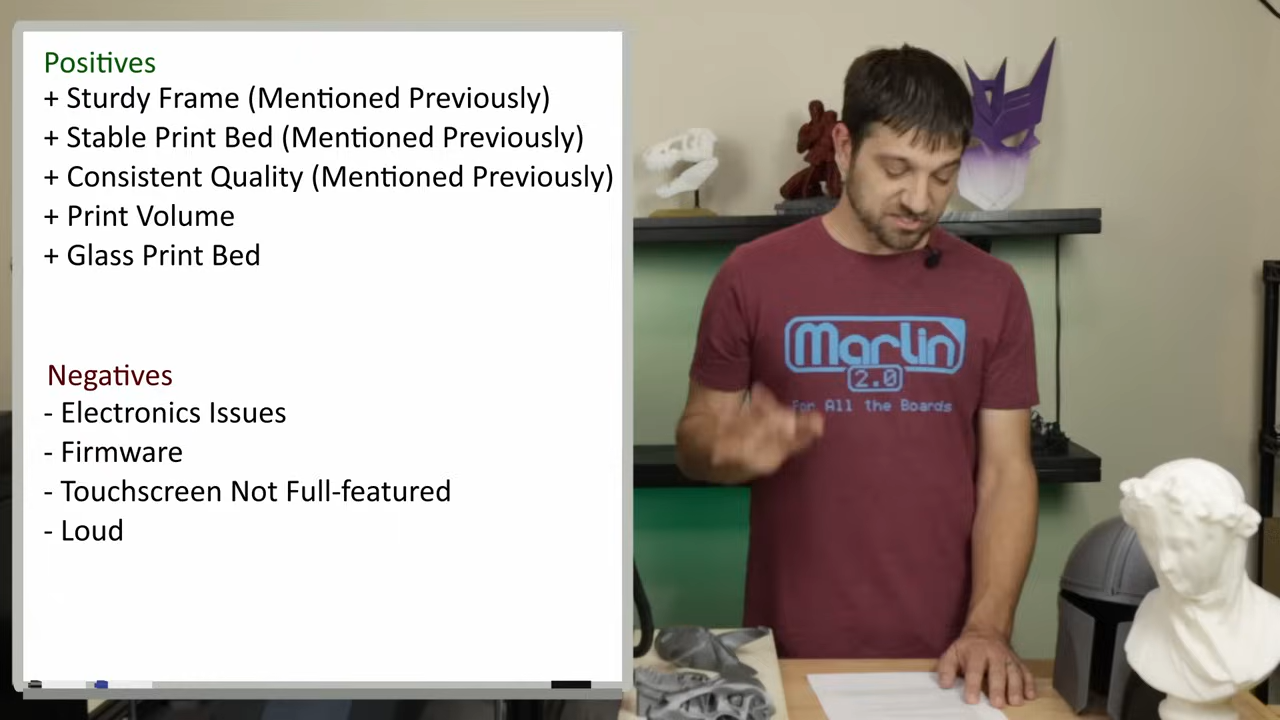 Positives
+ Sturdy Frame (Mentioned Previously)
+ Stable Print Bed (Mentioned Previously)
+ Consistent Quality (Mentioned Previously)
+ Print Volume
+ Glass Print Bed
Negatives
- Electronics Issues
- Firmware
- Touchscreen Not Full-featured
- Loud
Marlin
2.0
For All the Boards